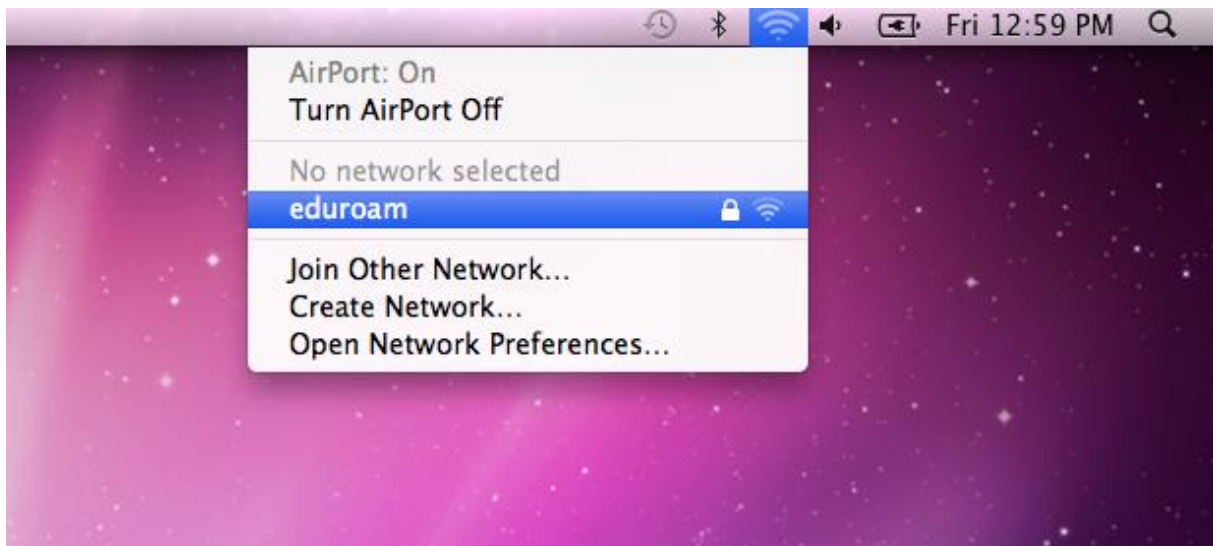 Fri 12:59 PM
AirPort: On
Turn AirPort Off
No network selected
eduroam
Join Other Network...
Create Network...
Open Network Preferences...